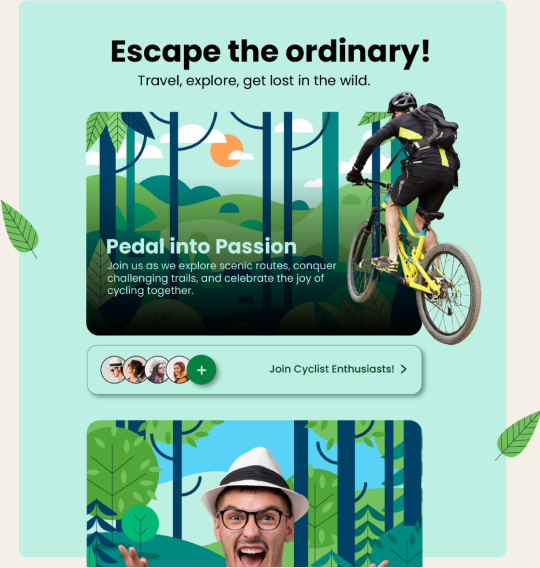 Escape the ordinary!
Travel, explore, get lost in the wild.
Pedal into Passion
Join us as we explore scenic routes, conquer
challenging trails, and celebrate the joy of
cycling together.
+
Join Cyclist Enthusiasts! >